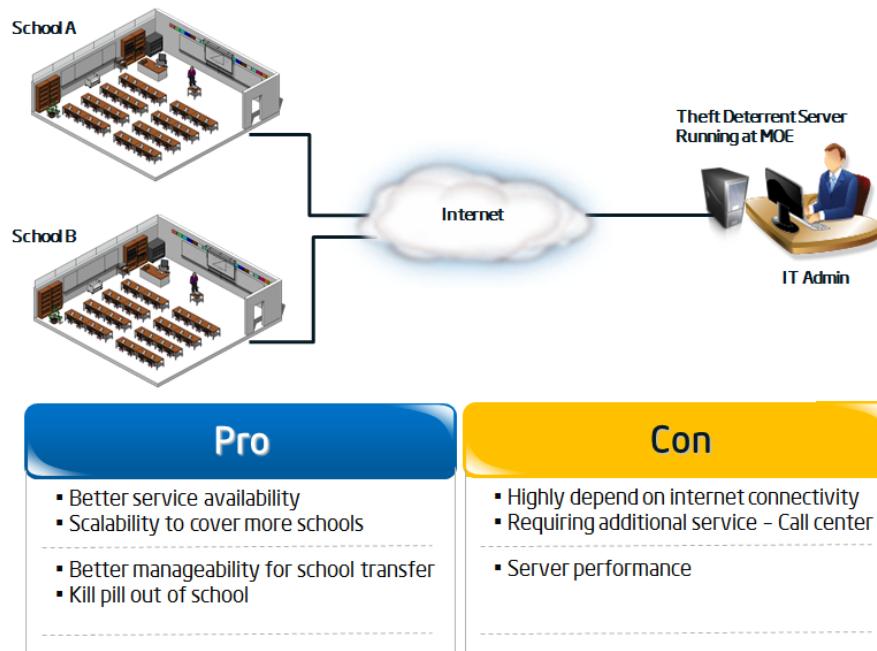 School A
Theft Deterrent Server
Running at MOE
Internet
School B
IT Admin
Pro
Con
▪ Better service availability
▪ Scalability to cover more schools
▪ Highly depend on internet connectivity
▪ Requiring additional service – Call center
▪ Better manageability for school transfer
▪ Kill pill out of school
▪ Server performance